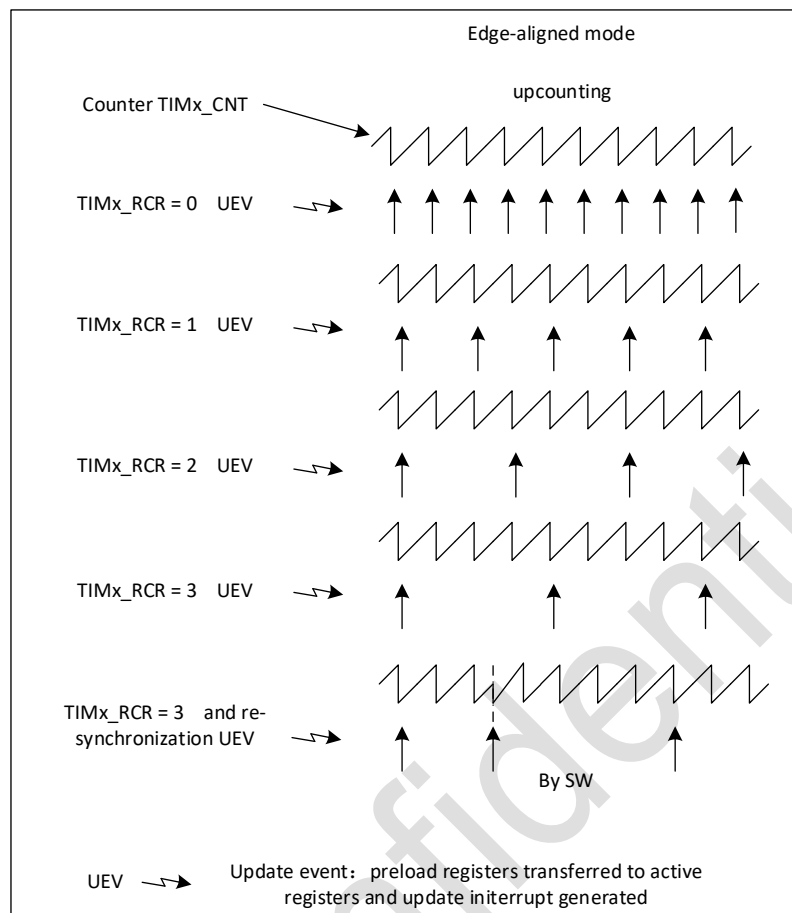 Edge-aligned mode
upcounting
Counter TIMx_CNT
TIMx_RCR = 0 UEV
TIMx_RCR = 1 UEV
TIMx_RCR = 2 UEV
TIMx_RCR = 3 UEV
TIMx_RCR = 3 and re-
synchronization UEV
By SW
UEV
Update event：preload registers transferred to active
registers and update initerrupt generated
nfidenti